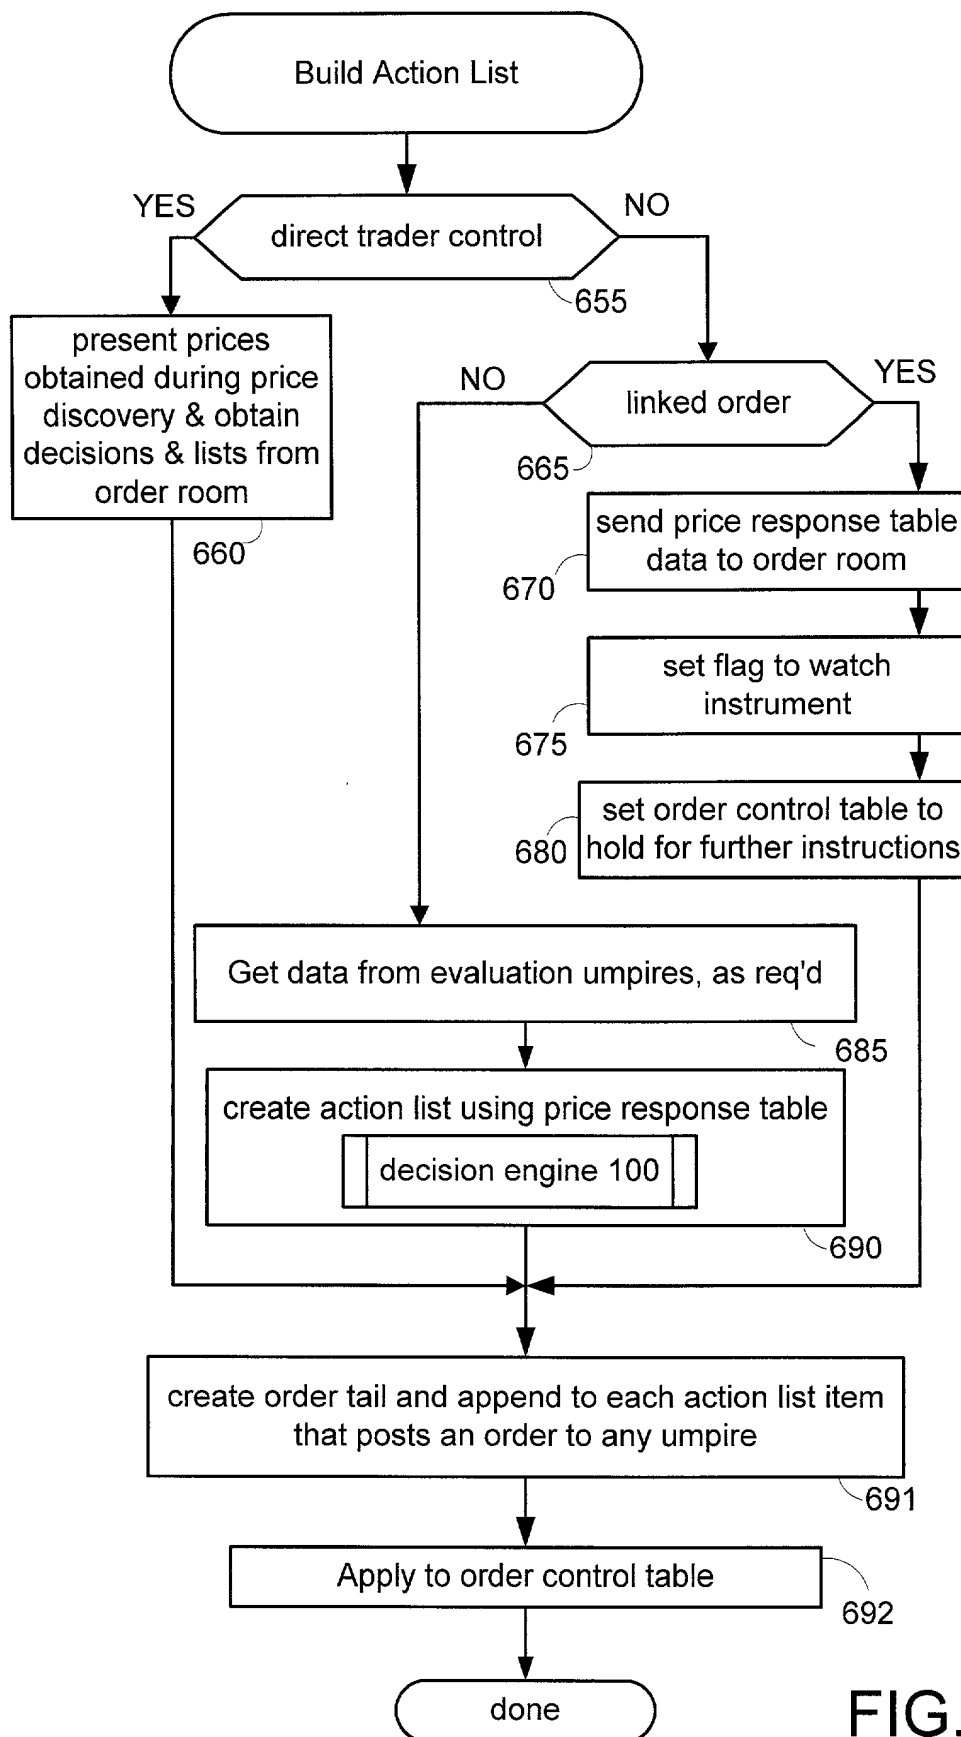 Build Action List
YES
NO
direct trader control
655
present prices
obtained during price
discovery & obtain
decisions & lists from
order room
660
NO
YES
linked order
665
send price response table
data to order room
670
set flag to watch
instrument
675
set order control table to
hold for further instructions
680
Get data from evaluation umpires, as req'd
685
create action list using price response table
decision engine 100
690
create order tail and append to each action list item
that posts an order to any umpire
691
Apply to order control table
692
done
FIG.